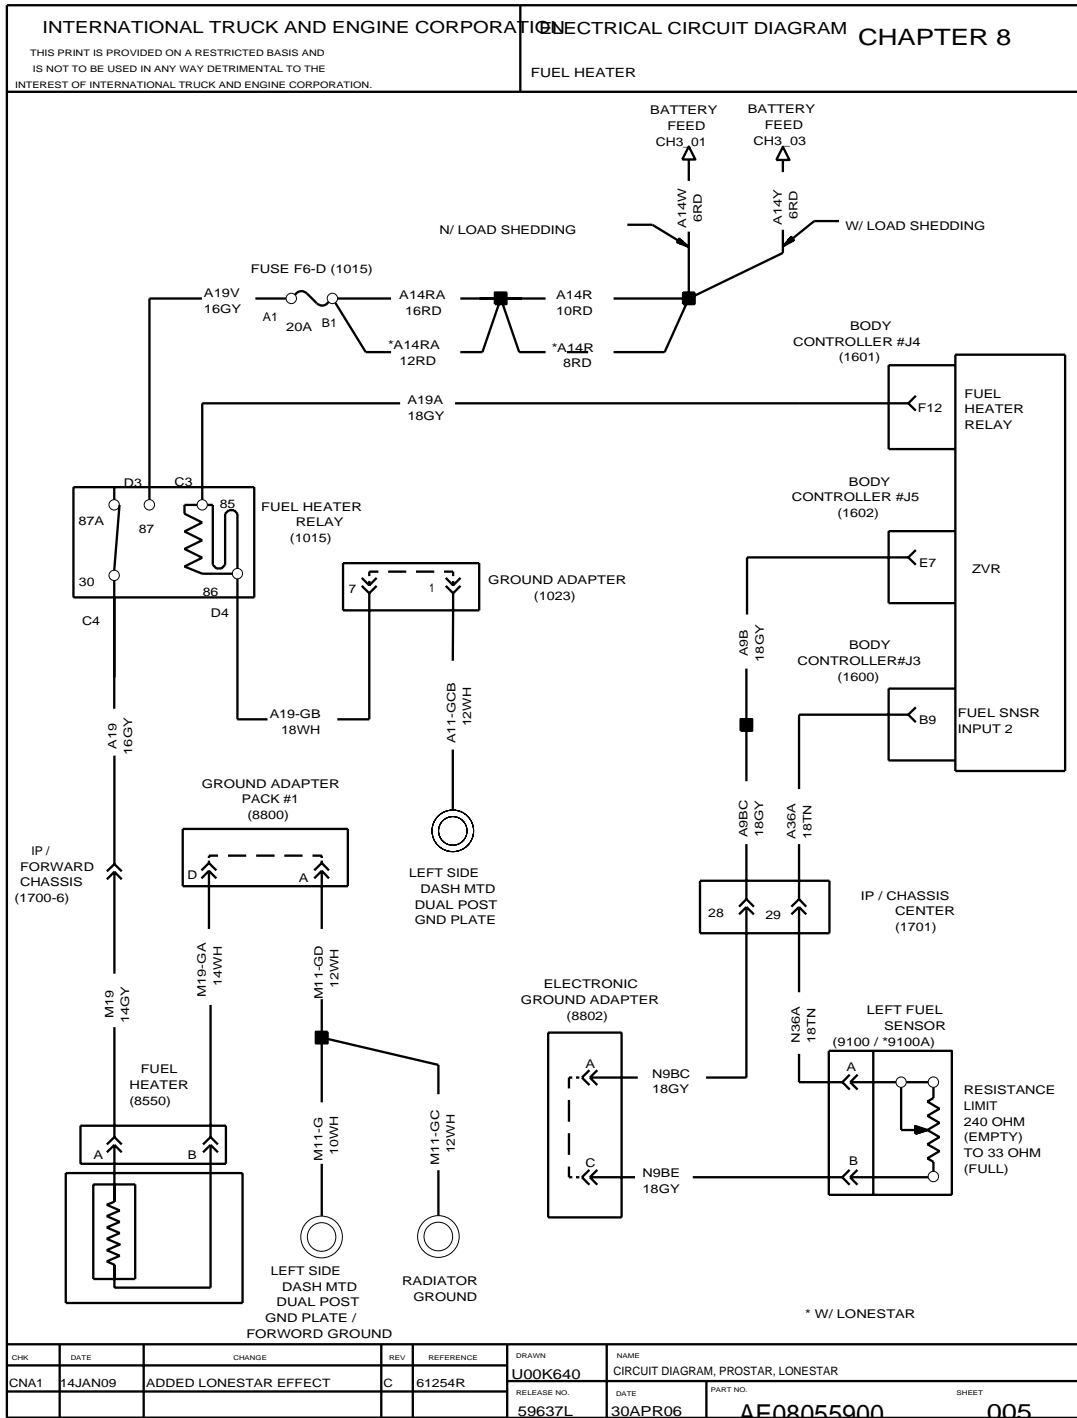 INTERNATIONAL TRUCK AND ENGINE CORPORATION
ELECTRICAL CIRCUIT DIAGRAM
CHAPTER 8
THIS PRINT IS PROVIDED ON A RESTRICTED BASIS AND
IS NOT TO BE USED IN ANY WAY DETRIMENTAL TO THE
INTEREST OF INTERNATIONAL TRUCK AND ENGINE CORPORATION.
FUEL HEATER
BATTERY
FEED
CH3_01
BATTERY
FEED
CH3_03
A14W
6RD
A14Y
6RD
N/ LOAD SHEDDING
W/ LOAD SHEDDING
FUSE F6-D (1015)
A19V
16GY
A1
20A
B1
A14RA
16RD
A14R
10RD
*A14RA
12RD
*A14R
8RD
BODY
CONTROLLER #J4
(1601)
F12
FUEL
HEATER
RELAY
A19A
18GY
D3
C3
87A
87
85
30
86
C4
D4
FUEL HEATER
RELAY
(1015)
BODY
CONTROLLER #J5
(1602)
E7
ZVR
7
1
GROUND ADAPTER
(1023)
A9B
18GY
BODY
CONTROLLER#J3
(1600)
B9
FUEL SNSR
INPUT 2
A19
16GY
A19-GB
18WH
A11-GCB
12WH
GROUND ADAPTER
PACK #1
(8800)
D
A
A9BC
18GY
A36A
18TN
IP /
FORWARD
CHASSIS
(1700-6)
LEFT SIDE
DASH MTD
DUAL POST
GND PLATE
28
29
IP / CHASSIS
CENTER
(1701)
M19
14GY
M19-GA
14WH
M11-GD
12WH
ELECTRONIC
GROUND ADAPTER
(8802)
A
C
N36A
18TN
LEFT FUEL
SENSOR
(9100 / *9100A)
A
B
N9BC
18GY
N9BE
18GY
RESISTANCE
LIMIT
240 OHM
(EMPTY)
TO 33 OHM
(FULL)
FUEL
HEATER
(8550)
A
B
M11-G
10WH
M11-GC
12WH
LEFT SIDE
DASH MTD
DUAL POST
GND PLATE /
FORWORD GROUND
RADIATOR
GROUND
* W/ LONESTAR
CHK
DATE
CHANGE
REV
REFERENCE
CNA1
14JAN09
ADDED LONESTAR EFFECT
C
61254R
DRAWN
U00K640
NAME
CIRCUIT DIAGRAM, PROSTAR, LONESTAR
RELEASE NO.
59637L
DATE
30APR06
PART NO.
AE08055900
SHEET
005